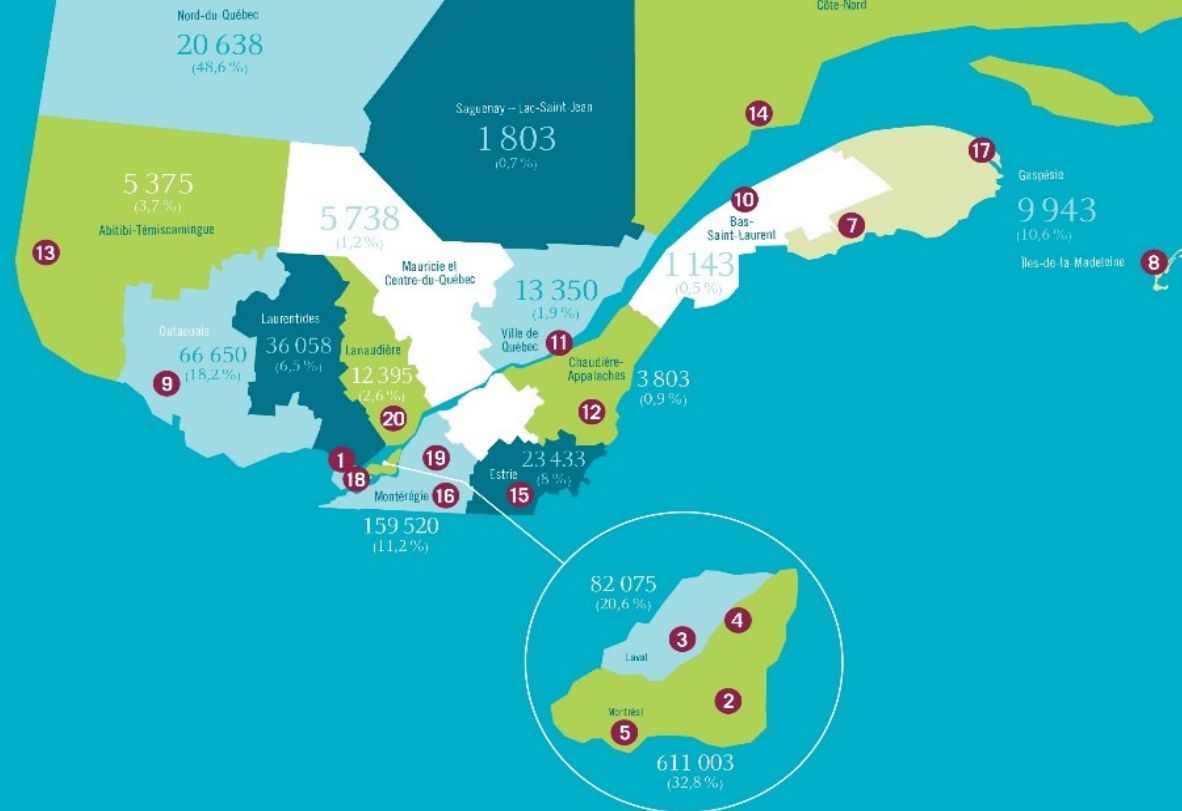 Côte-Nord
Nord-du-Québec
20 638
(48,6 %)
Saguenay – Lac-Saint-Jean
1 803
(0,7 %)
14
17
5 375
(3,7 %)
Abitibi-Témiscamingue
13
5 738
(1,2 %)
Mauricie et
Centre-du-Québec
10
Bas-
Saint-Laurent
1 143
(0,5 %)
7
Gaspésie
9 943
(10,6 %)
Îles-de-la-Madeleine
8
13 350
(1,9 %)
Ville de
Québec
11
Outaouais
66 650
(18,2 %)
9
Laurentides
36 058
(6,5 %)
Lanaudière
12 395
(2,6 %)
20
Chaudière-
Appalaches
12
3 803
(0,9 %)
1
18
19
Montérégie
16
159 520
(11,2 %)
Estrie
23 433
(8 %)
15
82 075
(20,6 %)
4
3
Laval
2
Montréal
5
611 003
(32,8 %)